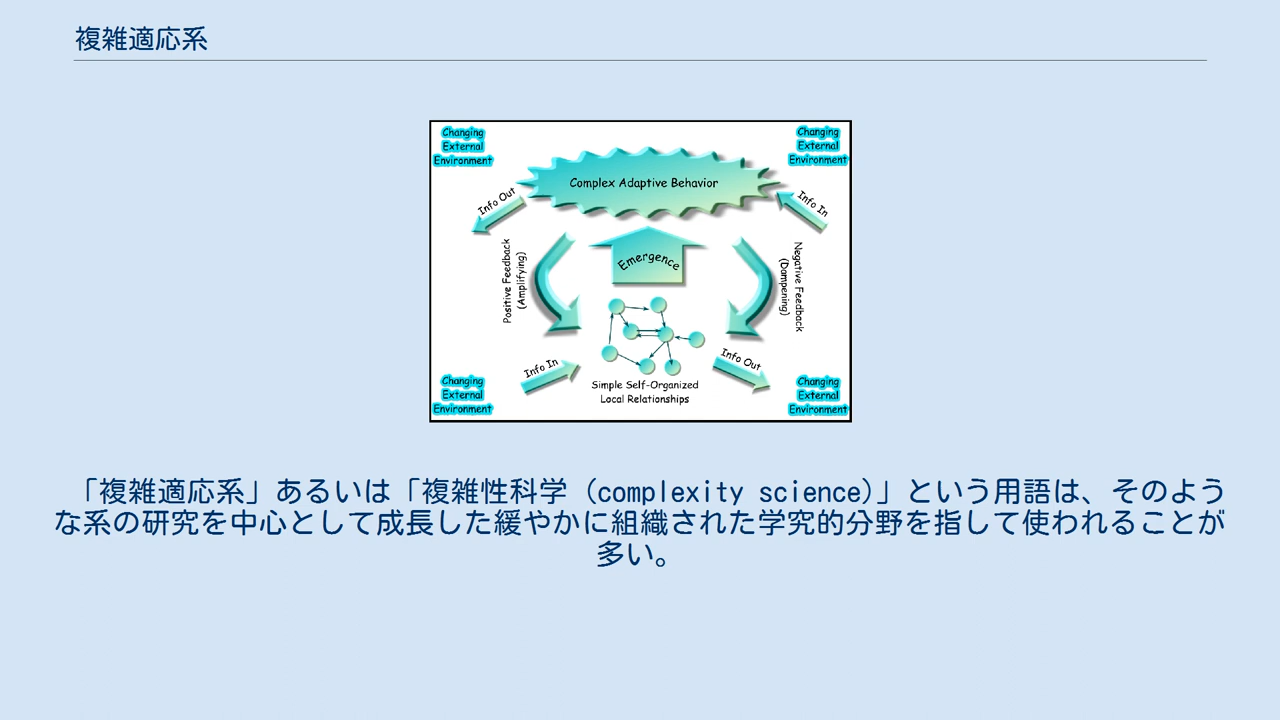 複雑適応系
Changing
External
Environment
Changing
External
Environment
Complex Adaptive Behavior
Info Out
Info In
Positive Feedback
(Amplifying)
Emergence
Negative Feedback
(Dampening)
Info In
Info Out
Changing
External
Environment
Simple Self-Organized
Local Relationships
Changing
External
Environment
「複雑適応系」あるいは「複雑性科学 (complexity science)」という用語は、そのよう
な系の研究を中心として成長した緩やかに組織された学究的分野を指して使われることが
多い。